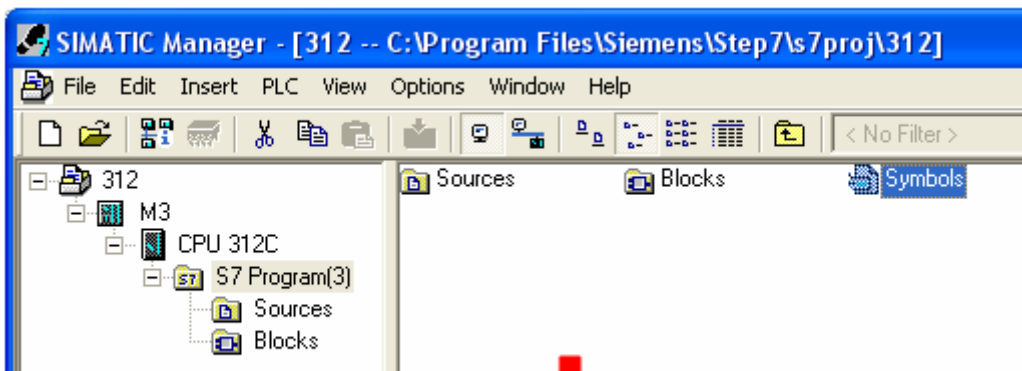 SIMATIC Manager - [312 -- C:\Program Files\Siemens\Step7\s7proj\312]
File Edit Insert PLC View Options Window Help
< No Filter >
312
M3
CPU 312C
S7 Program(3)
Sources
Blocks
Sources Blocks Symbols